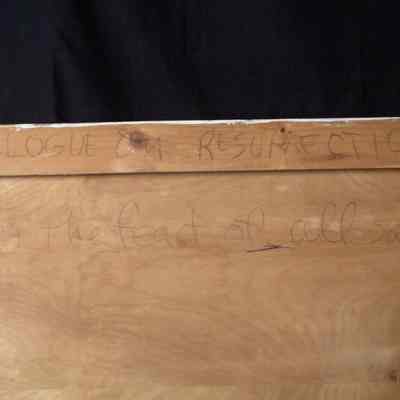 LOGUE ON RESURRECTIO
The feast of all